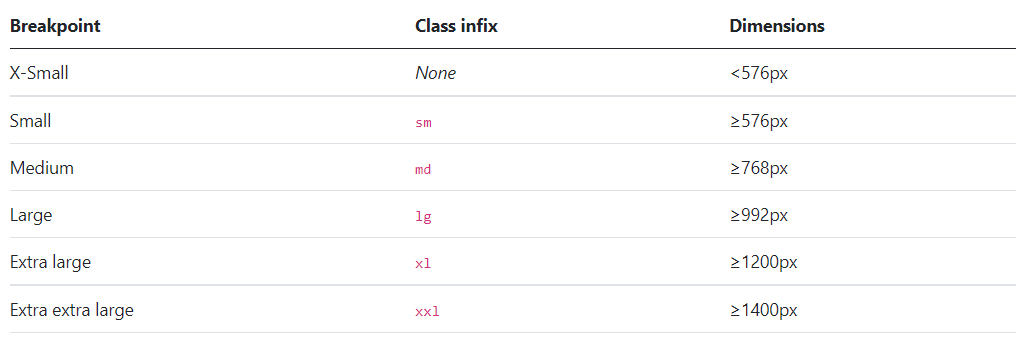 Breakpoint Class infix Dimensions
X-Small None <576px
Small sm ≥576px
Medium md ≥768px
Large lg ≥992px
Extra large xl ≥1200px
Extra extra large xxl ≥1400px